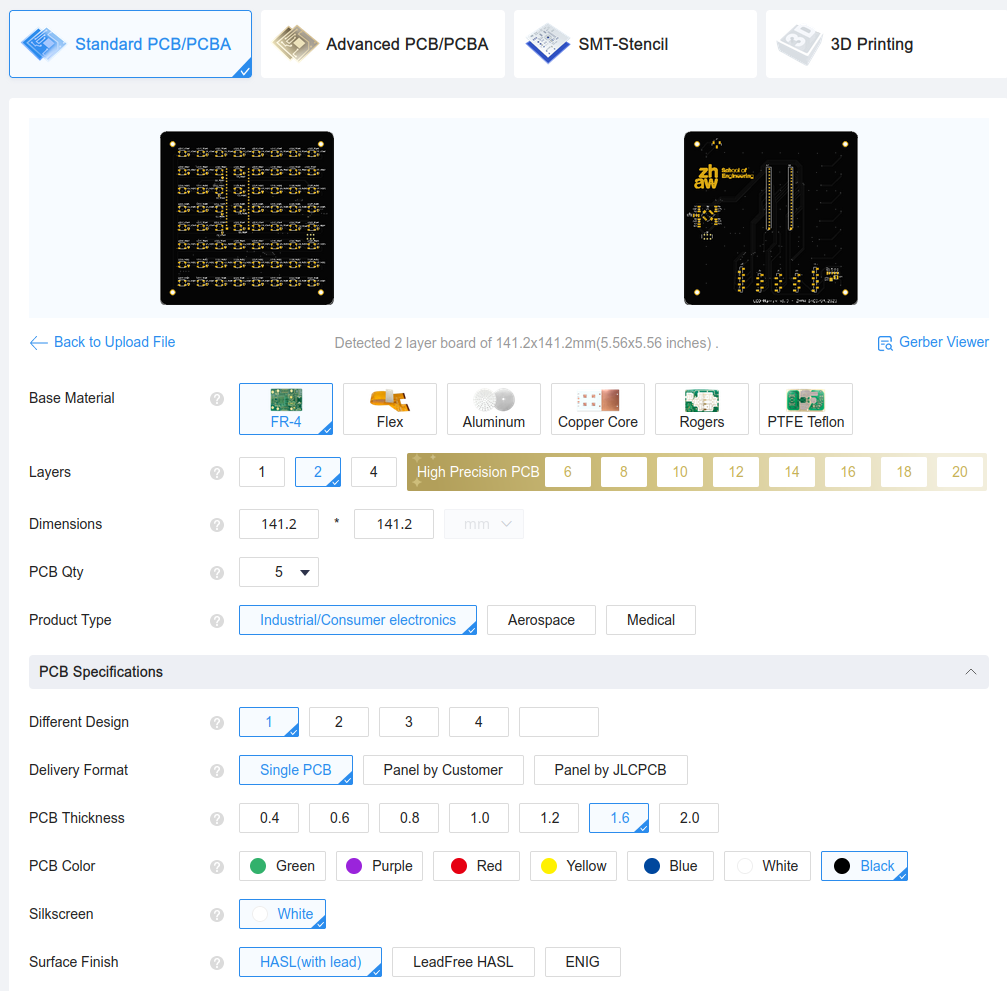 Standard PCB/PCBA Advanced PCB/PCBA SMT-Stencil 3D Printing
zh aw School of Engineering
Back to Upload File Detected 2 layer board of 141.2x141.2mm(5.56x5.56 inches) . Gerber Viewer
Base Material ? FR-4 Flex Aluminum Copper Core Rogers PTFE Teflon
Layers ? 1 2 4 High Precision PCB 6 8 10 12 14 16 18 20
Dimensions ? 141.2 * 141.2 mm
PCB Qty ? 5
Product Type ? Industrial/Consumer electronics Aerospace Medical
PCB Specifications
Different Design ? 1 2 3 4
Delivery Format ? Single PCB Panel by Customer Panel by JLCPCB
PCB Thickness ? 0.4 0.6 0.8 1.0 1.2 1.6 2.0
PCB Color ? Green Purple Red Yellow Blue White Black
Silkscreen ? White
Surface Finish ? HASL(with lead) LeadFree HASL ENIG